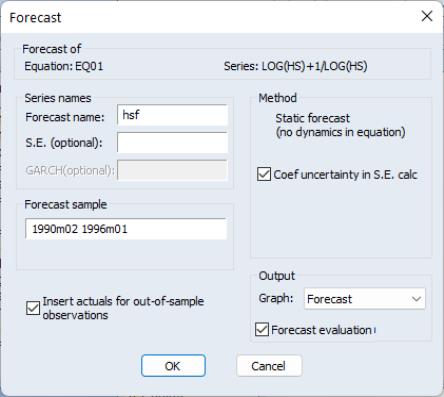 Forecast
Forecast of
Equation: EQ01 Series: LOG(HS)+1/LOG(HS)
Series names
Forecast name: hsf
S.E. (optional):
GARCH(optional):
Forecast sample
1990m02 1996m01
Insert actuals for out-of-sample
observations
Method
Static forecast
(no dynamics in equation)
Coef uncertainty in S.E. calc
Output
Graph: Forecast
Forecast evaluation
OK Cancel